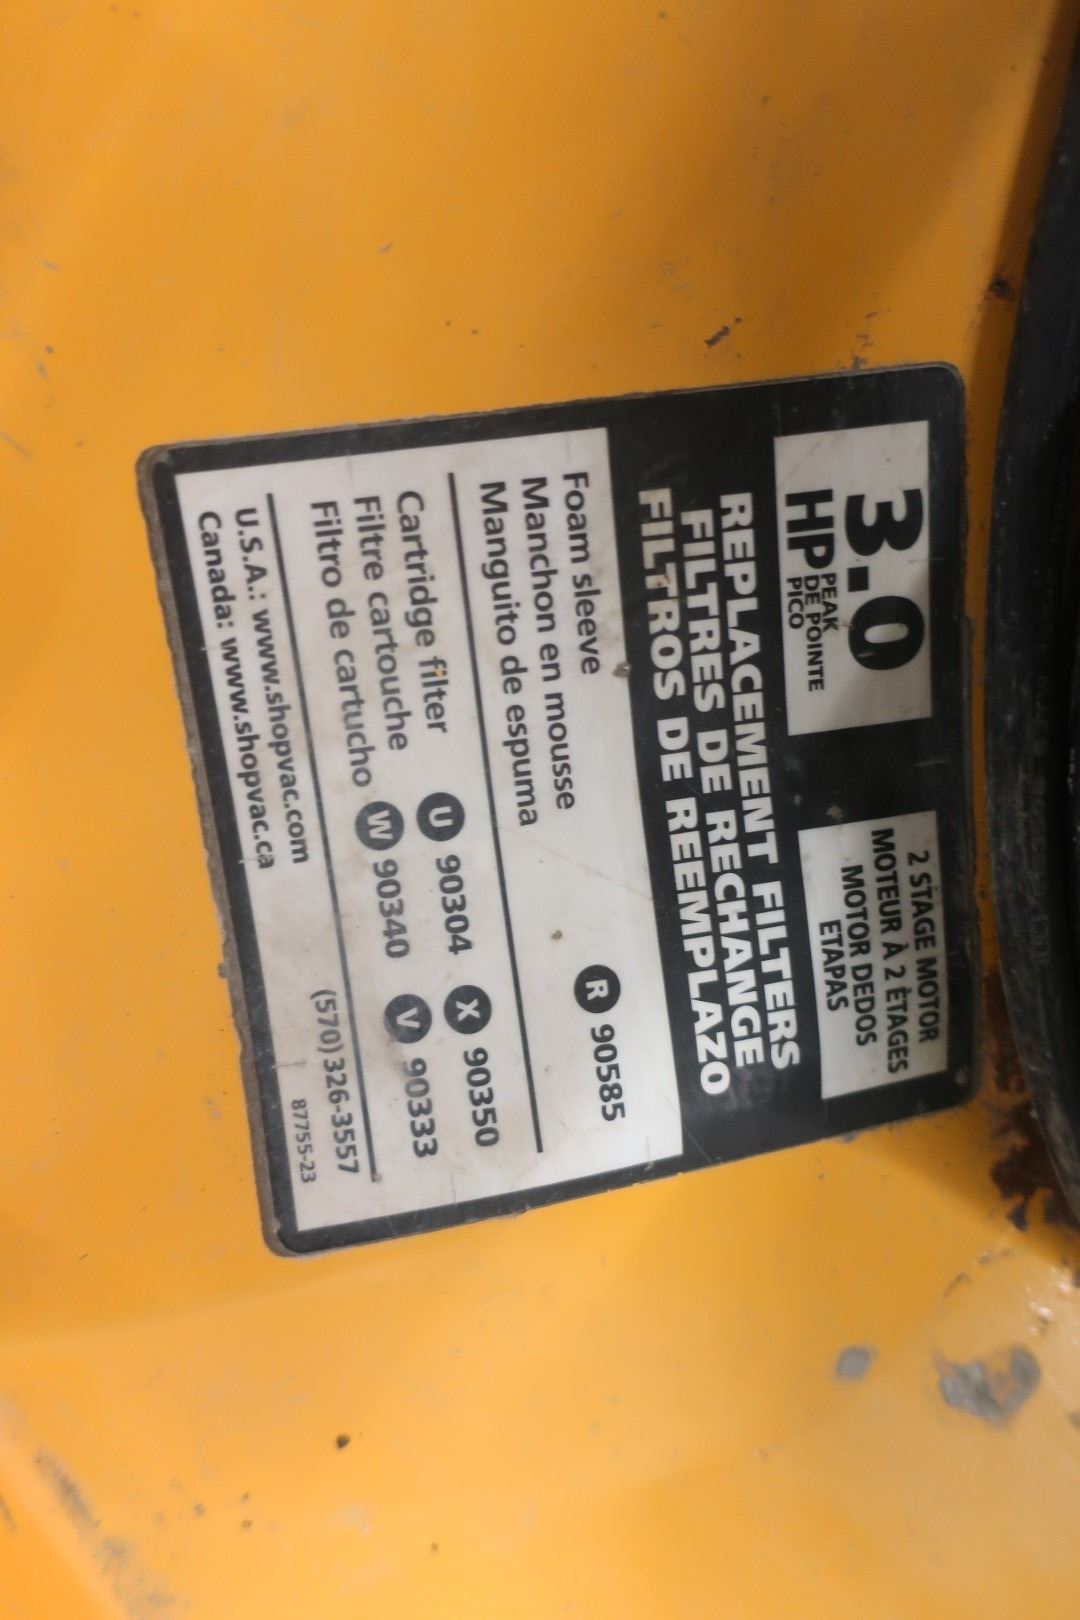 3.0
HP PEAK
DE POINTE
PICO
2 STAGE MOTOR
MOTEUR À 2 ÈTAGES
MOTOR DEDOS
ETAPAS
REPLACEMENT FILTERS
FILTRES DE RECHANGE
FILTROS DE REEMPLAZO
Foam sleeve
Manchon en mousse R 90585
Manguito de espuma
Cartridge filter U 90304 X 90350
Filtre cartouche
Filtro de cartucho W 90340 V 90333
U.S.A.: www.shopvac.com (570) 326-3557
Canada: www.shopvac.ca 87755-23